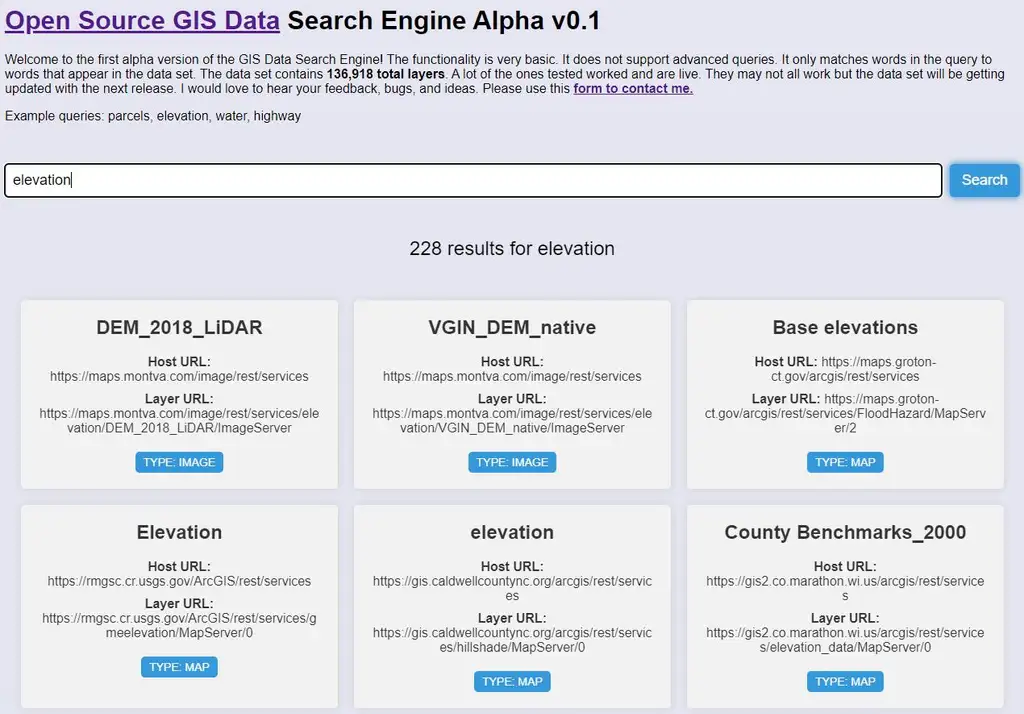 Open Source GIS Data Search Engine Alpha v0.1
Welcome to the first alpha version of the GIS Data Search Engine! The functionality is very basic. It does not support advanced queries. It only matches words in the query to
words that appear in the data set. The data set contains 136,918 total layers. A lot of the ones tested worked and are live. They may not all work but the data set will be getting
updated with the next release. I would love to hear your feedback, bugs, and ideas. Please use this form to contact me.
Example queries: parcels, elevation, water, highway
elevation
Search
228 results for elevation
DEM_2018_LiDAR
Host URL:
https://maps.montva.com/image/rest/services
Layer URL:
https://maps.montva.com/image/rest/services/ele
vation/DEM_2018_LiDAR/ImageServer
TYPE: IMAGE
VGIN_DEM_native
Host URL:
https://maps.montva.com/image/rest/services
Layer URL:
https://maps.montva.com/image/rest/services/ele
vation/VGIN_DEM_native/ImageServer
TYPE: IMAGE
Base elevations
Host URL: https://maps.groton-
ct.gov/arcgis/rest/services
Layer URL: https://maps.groton-
ct.gov/arcgis/rest/services/FloodHazard/MapServ
er/2
TYPE: MAP
Elevation
Host URL:
https://rmgsc.cr.usgs.gov/ArcGIS/rest/services
Layer URL:
https://rmgsc.cr.usgs.gov/ArcGIS/rest/services/g
meelevation/MapServer/0
TYPE: MAP
elevation
Host URL:
https://gis.caldwellcountync.org/arcgis/rest/servic
es
Layer URL:
https://gis.caldwellcountync.org/arcgis/rest/servic
es/hillshade/MapServer/0
TYPE: MAP
County Benchmarks_2000
Host URL:
https://gis2.co.marathon.wi.us/arcgis/rest/service
s
Layer URL:
https://gis2.co.marathon.wi.us/arcgis/rest/service
s/elevation_data/MapServer/0
TYPE: MAP